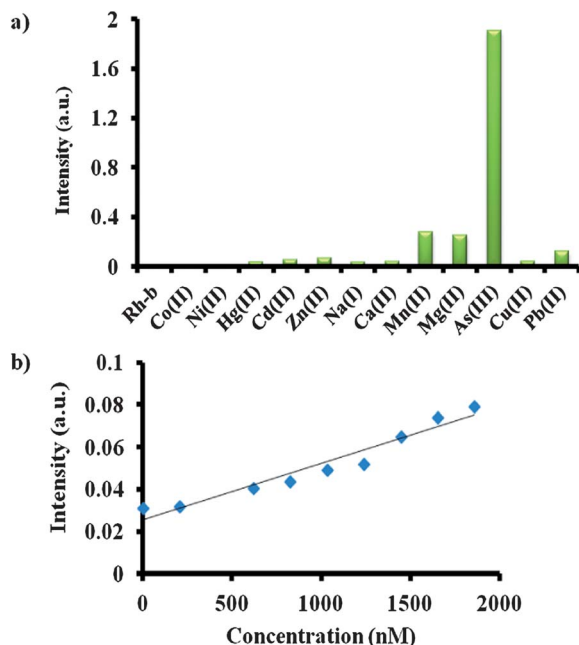 a)
Intensity (a.u.)
2
1.6
1.2
0.8
0.4
0
Rh-b
Co(II)
Ni(II)
Hg(II)
Cd(II)
Zn(II)
Na(I)
Ca(II)
Mn(II)
Mg(II)
As(III)
Cu(II)
Pb(II)
b)
Intensity (a.u.)
0.1
0.08
0.06
0.04
0.02
0
0 500 1000 1500 2000
Concentration (nM)